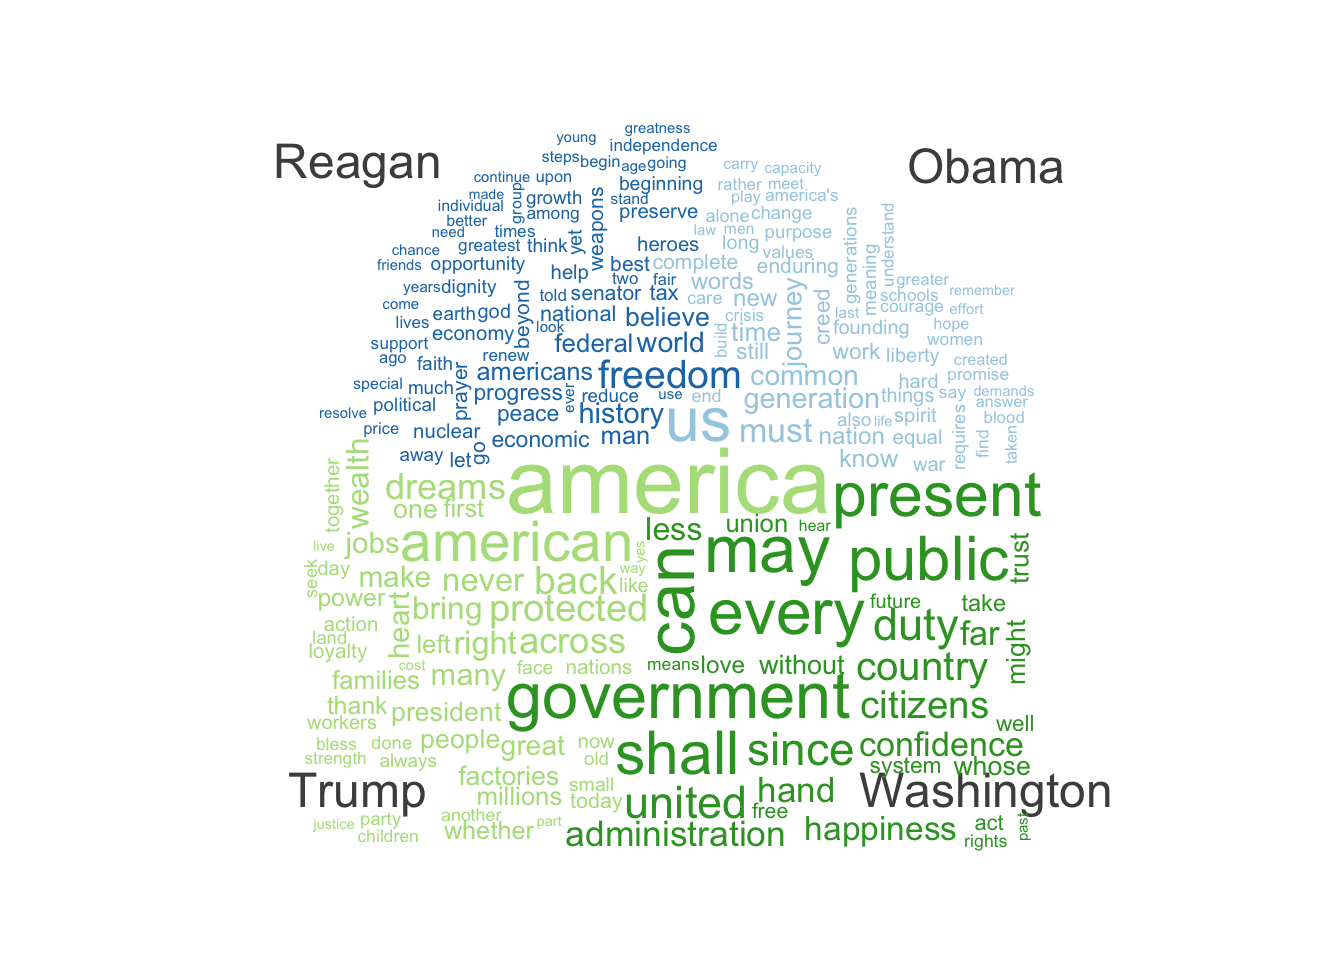 greatness
young
independence
Reagan
Obama
steps begin age going
carry capacity
continue upon
beginning
rather meet
made group growth
stand
play america's
individual among
preserve
alone change
generations
understand
better
weapons
law men purpose
need times yet
heroes
long
greatest think
values
meaning
chance
opportunity help
best complete enduring
friends
two fair
words
greater
years dignity
told senator tax care new
schools
remember
come
beyond
journey
creed
last courage effort
earth god
national
believe
crisis
lives
look
time
founding
hope
economy
build
women
support
federal world
still
work liberty
ago faith
renew
created
americans
freedom
common
hard
promise
special much
prayer
progress
ever
reduce
use end
generation
things say demands
political
answer
resolve
peace
history
us
must
also life spirit
requires
blood
price nuclear
go
economic man
nation equal
find
taken
away let
know war
together
wealth
dreams
america
present
one first
less union hear
live
jobs
american
can
yes
may
public
trust
seek
day
make never back
way
like
power
heart
bring protected
every
future
take
action
duty
far
might
land
loyalty
left right across
cost
face nations
means love without country
families
many
thank
president
government
citizens
workers
well
bless done people great now
shall
since
confidence
strength always
old
system whose
Trump
factories
small
hand
Washington
millions today
united
free
justice party
another
part
act
past
children
whether
administration
happiness
rights